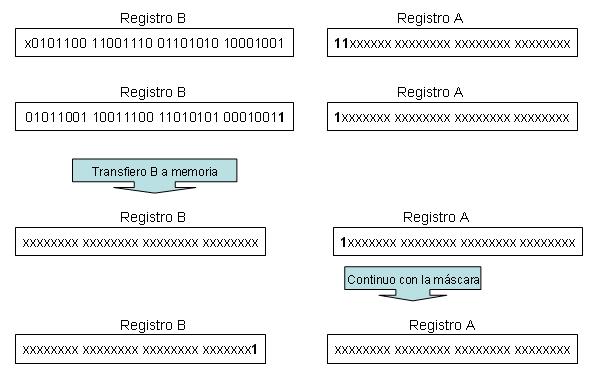 Registro B Registro A
x0101100 11001110 01101010 10001001 11xxxxxx xxxxxxxx xxxxxxxx xxxxxxxx
Registro B Registro A
01011001 10011100 11010101 00010011 1xxxxxxx xxxxxxxx xxxxxxxx xxxxxxxx
Transfiero B a memoria
Registro B Registro A
xxxxxxxx xxxxxxxx xxxxxxxx xxxxxxxx 1xxxxxxx xxxxxxxx xxxxxxxx xxxxxxxx
Continuo con la máscara
Registro B Registro A
xxxxxxxx xxxxxxxx xxxxxxxx xxxxxxx1 xxxxxxxx xxxxxxxx xxxxxxxx xxxxxxxx